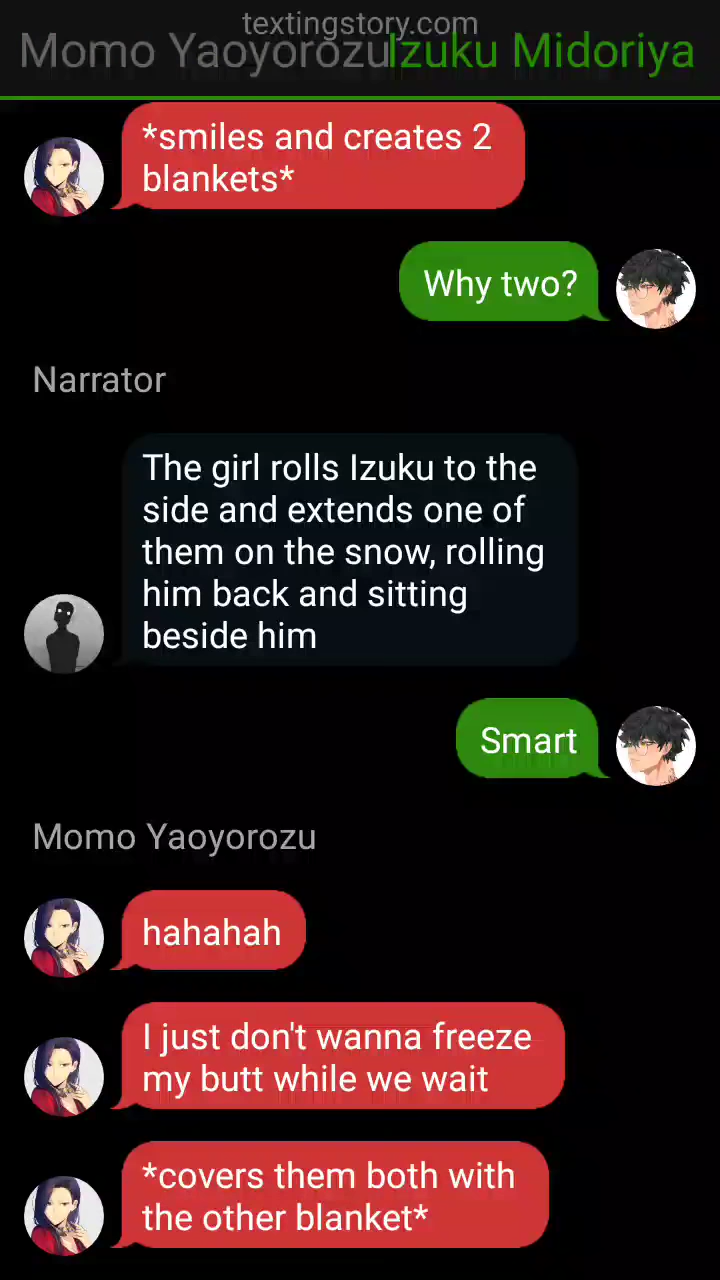 textingstory.com
Momo Yaoyorozu Izuku Midoriya
*smiles and creates 2
blankets*
Why two?
Narrator
The girl rolls Izuku to the
side and extends one of
them on the snow, rolling
him back and sitting
beside him
Smart
Momo Yaoyorozu
hahahah
I just don't wanna freeze
my butt while we wait
*covers them both with
the other blanket*